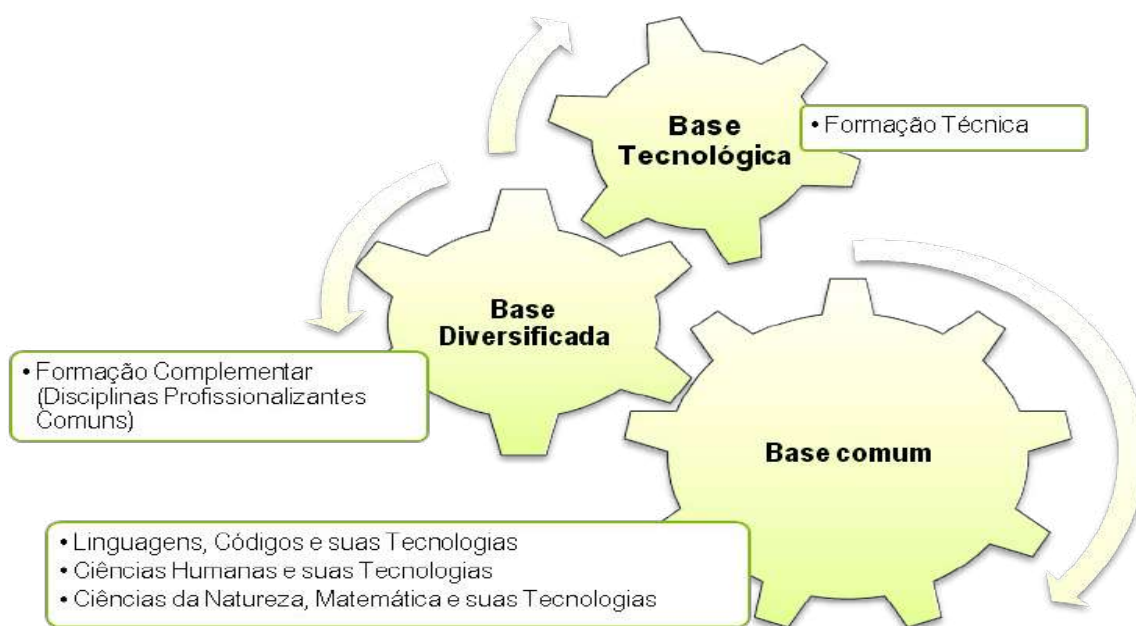 Base
Tecnológica
• Formação Técnica
Base
Diversificada
• Formação Complementar
(Disciplinas Profissionalizantes
Comuns)
Base comum
• Linguagens, Códigos e suas Tecnologias
• Ciências Humanas e suas Tecnologias
• Ciências da Natureza, Matemática e suas Tecnologias